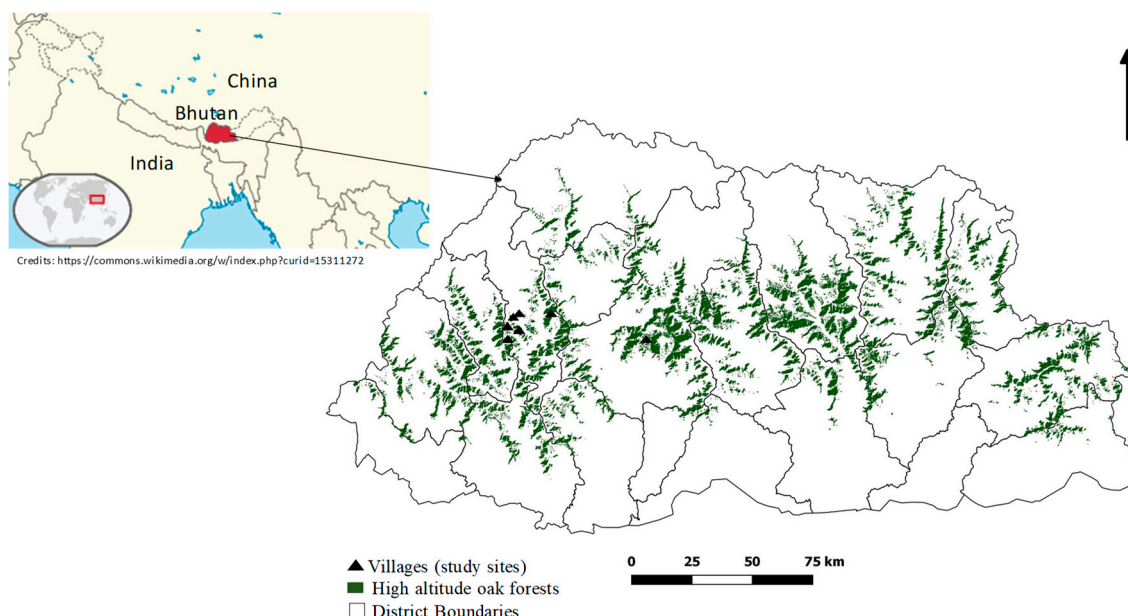 China
Bhutan
India
Credits: https://commons.wikimedia.org/w/index.php?curid=15311272
Villages (study sites)
High altitude oak forests
District Boundaries
0 25 50 75 km